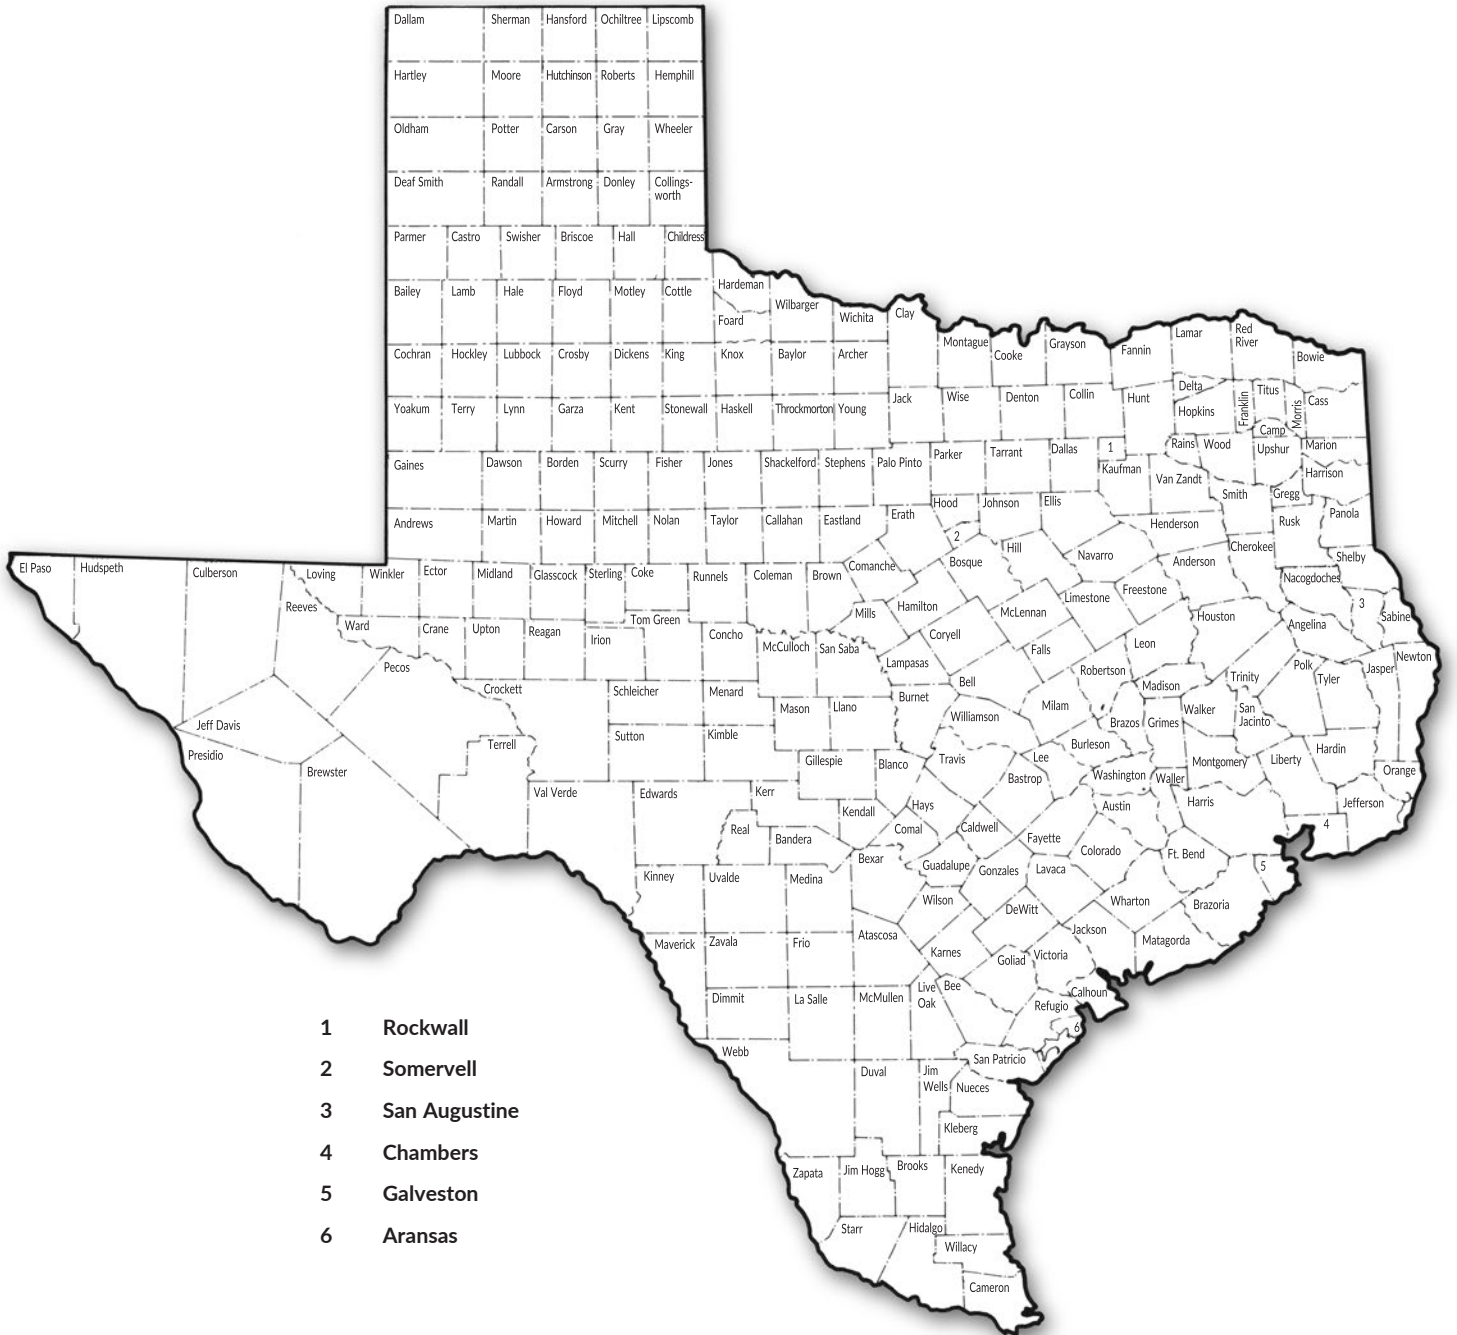 Dallam Sherman Hansford Ochiltree Lipscomb
Hartley Moore Hutchinson Roberts Hemphill
Oldham Potter Carson Gray Wheeler
Deaf Smith Randall Armstrong Donley Collings-
worth
Parmer Castro Swisher Briscoe Hall Childress
Hardeman
Bailey Lamb Hale Floyd Motley Cottle
Wilbarger
Foard Wichita Clay
Lamar Red
River
Montague Cooke Grayson Fannin Bowie
Cochran Hockley Lubbock Crosby Dickens King Knox Baylor Archer
Delta Titus
Jack Wise Denton Collin Hunt Franklin Morris Cass
Yoakum Terry Lynn Garza Kent Stonewall Haskell Throckmorton Young Hopkins
Camp
Rains Wood Upshur Marion
Parker Tarrant Dallas 1
Gaines Dawson Borden Scurry Fisher Jones Shackelford Stephens Palo Pinto Kaufman Van Zandt Harrison
Smith Gregg
Hood Johnson Ellis
Andrews Martin Howard Mitchell Nolan Taylor Callahan Eastland Erath Henderson Rusk Panola
2 Hill Navarro Cherokee Shelby
Bosque Anderson
El Paso Hudspeth Culberson Loving Winkler Ector Midland Glasscock Sterling Coke Runnels Coleman Brown Comanche Nacogdoches
Reeves Hamilton McLennan Limestone Freestone 3
Mills Houston Sabine
Ward Crane Upton Reagan Irion Tom Green Concho Coryell Angelina
McCulloch San Saba Falls Leon
Pecos Lampasas Robertson Polk Jasper Newton
Crockett Schleicher Menard Bell Madison Trinity Tyler
Mason Llano Burnet Milam Walker San
Jacinto
Jeff Davis Williamson Brazos Grimes
Presidio Terrell Sutton Kimble Burleson Hardin
Brewster Gillespie Blanco Travis Lee Montgomery Liberty
Bastrop Washington Waller Orange
Val Verde Edwards Kerr Kendall Hays Austin Harris Jefferson
Real Bandera Comal Caldwell Fayette 4
Bexar Guadalupe Gonzales Lavaca Colorado Ft. Bend 5
Kinney Uvalde Medina
Wilson DeWitt Wharton Brazoria
Maverick Zavala Frio Atascosa Karnes Jackson Matagorda
Goliad Victoria
Dimmit La Salle McMullen Live
Oak Bee Calhoun
Refugio
6
Webb San Patricio
Duval Jim
Wells Nueces
Kleberg
Zapata Jim Hogg Brooks Kenedy
Starr Hidalgo
Willacy
Cameron
1 Rockwall
2 Somervell
3 San Augustine
4 Chambers
5 Galveston
6 Aransas